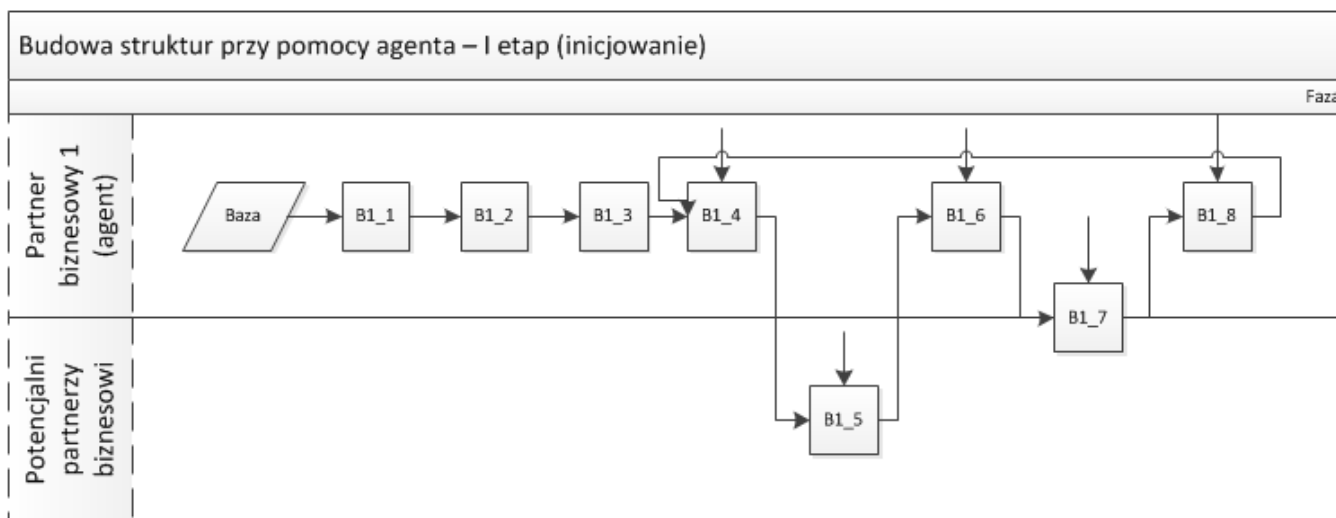 Budowa struktur przy pomocy agenta – I etap (inicjowanie)
Faza
Partner
biznesowy 1
(agent)
Baza
B1_1
B1_2
B1_3
B1_4
B1_6
B1_8
B1_7
Potencjalni
partnerzy
biznesowi
B1_5